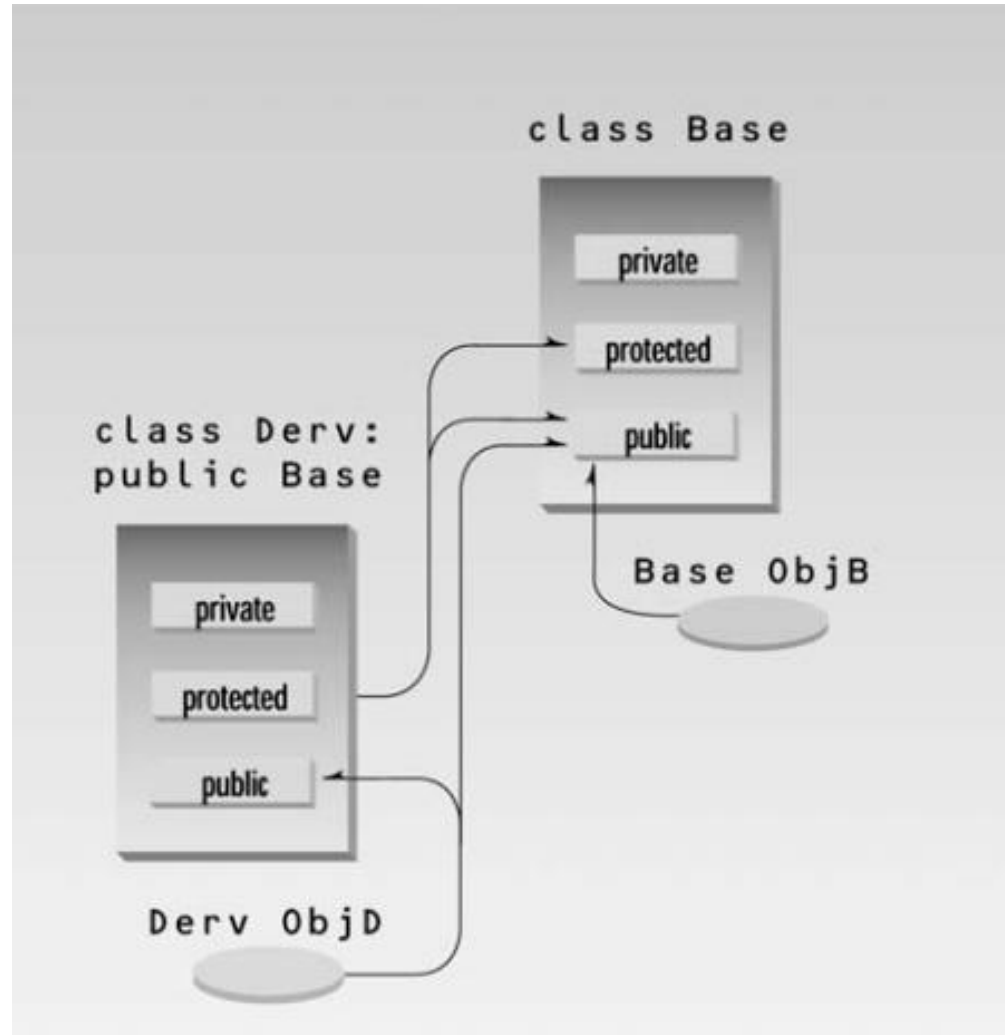 class Base
private
protected
public
class Derv:
public Base
private
protected
public
Base ObjB
Derv ObjD